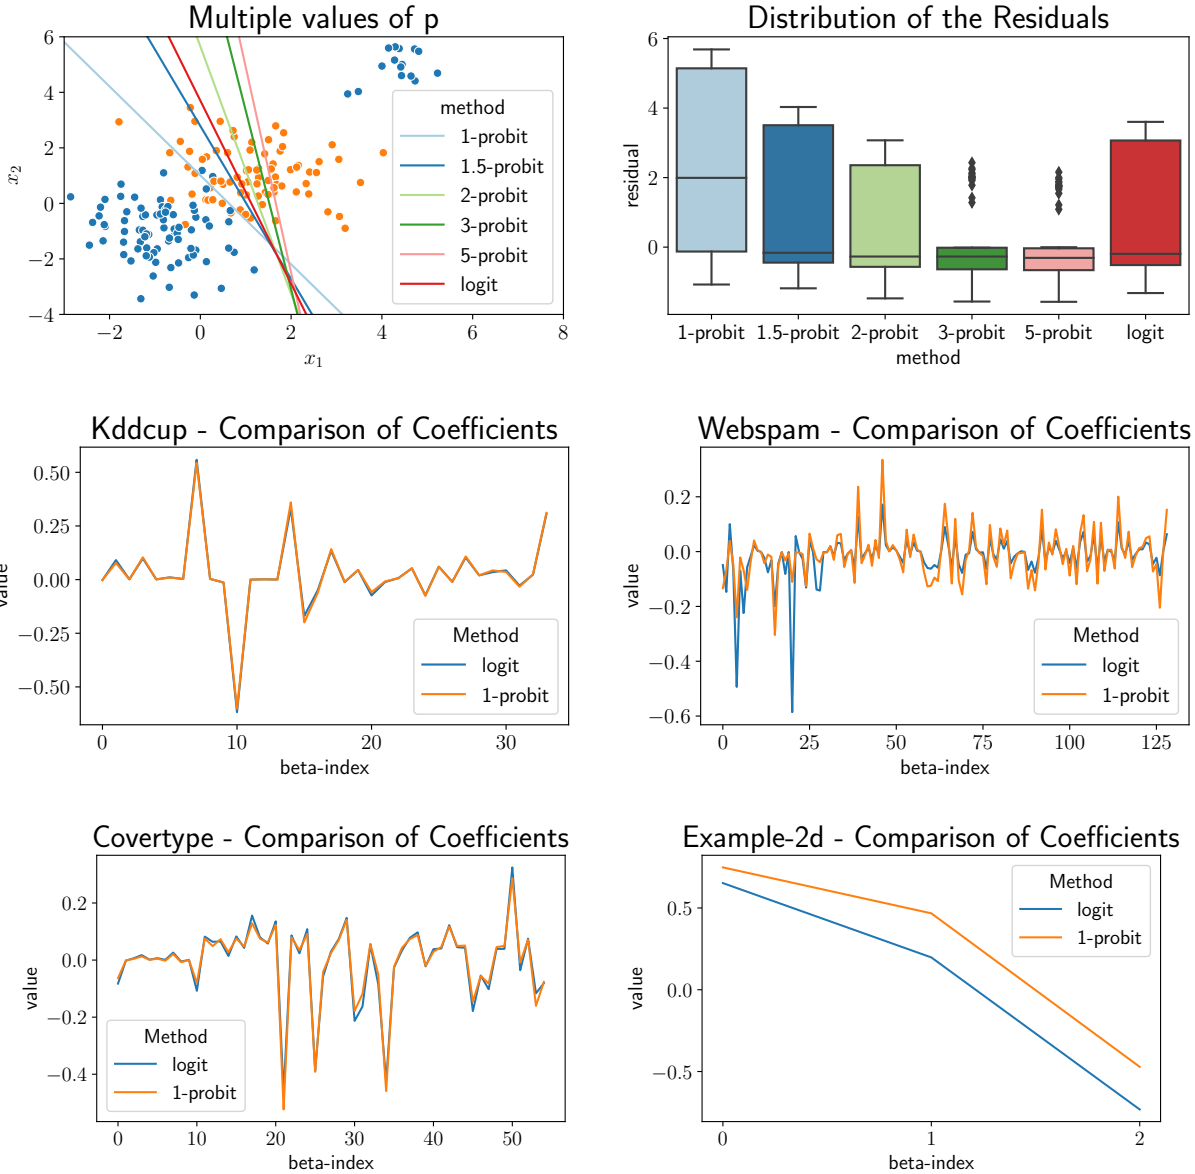 Multiple values of p
6
4
2
0
−2
−4
x2
−2 0 2 4 6 8
x1
method
1-probit
1.5-probit
2-probit
3-probit
5-probit
logit
Distribution of the Residuals
6
4
2
0
residual
1-probit 1.5-probit 2-probit 3-probit 5-probit logit
method
Kddcup - Comparison of Coefficients
0.50
0.25
0.00
−0.25
−0.50
value
Method
logit
1-probit
0 10 20 30
beta-index
Webspam - Comparison of Coefficients
0.2
0.0
−0.2
−0.4
−0.6
value
Method
logit
1-probit
0 25 50 75 100 125
beta-index
Covertype - Comparison of Coefficients
0.2
0.0
−0.2
−0.4
value
Method
logit
1-probit
0 10 20 30 40 50
beta-index
Example-2d - Comparison of Coefficients
0.5
0.0
−0.5
value
Method
logit
1-probit
0 1 2
beta-index